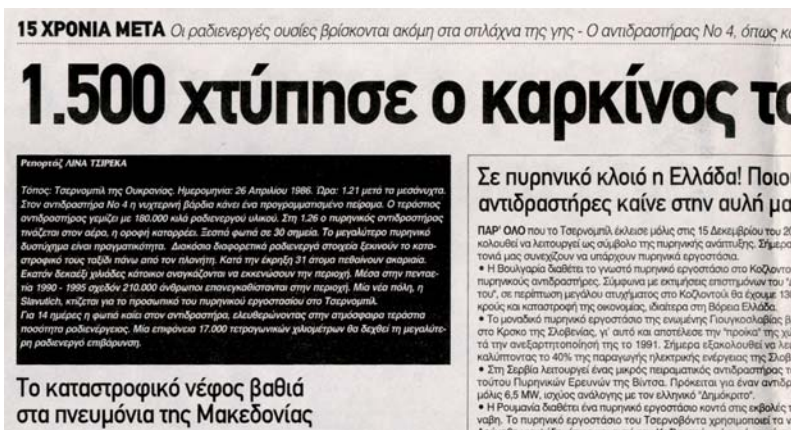 15 ΧΡΟΝΙΑ ΜΕΤΑ Οι ραδιενεργές ουσίες βρίσκονται ακόμη στα σπλάχνα της γης - Ο αντιδραστήρας Νο 4, όπως
1.500 χτύπησε ο καρκίνος
Ρεπορτάζ ΛΙΝΑ ΤΣΙΡΕΚΑ
Τόπος: Τσερνομπίλ της Ουκρανίας. Ημερομηνία: 26 Απριλίου 1986. Ώρα: 1.21 μετά τα μεσάνυχτα.
Στον αντιδραστήρα Νο 4 η νυχτερινή βάρδια κάνει ένα προγραμματισμένο πείραμα. Ο τεράστιος
αντιδραστήρας γεμίζει με 180.000 κιλά ραδιενεργού υλικού. Στη 1,26 ο πυρηνικός αντιδραστήρας
τινάζεται στον αέρα, η οροφή καταρρέει. Ξεσπά φωτιά σε 30 σημεία. Το μεγαλύτερο πυρηνικό
δυστύχημα είναι πραγματικότητα. Διακόσια διαφορετικά ραδιενεργά στοιχεία ξεκινούν το κατα-
στροφικό τους ταξίδι πάνω από τον πλανήτη. Κατά την έκρηξη 31 άτομα πεθαίνουν ακαριαία.
Εκατόν δεκαέξι χιλιάδες κάτοικοι αναγκάζονται να εκκενώσουν την περιοχή. Μέσα στην πενταε-
τία 1990 - 1995 σχεδόν 210.000 άνθρωποι επανεγκαθίστανται στην περιοχή. Μία νέα πόλη, η
Slavutich, κτίζεται για το προσωπικό του πυρηνικού εργοστασίου στο Τσερνομπίλ.
Για 14 ημέρες η φωτιά καίει στον αντιδραστήρα, ελευθερώνοντας στην ατμόσφαιρα τεράστια
ποσότητα ραδιενέργειας. Μία επιφάνεια 17.000 τετραγωνικών χιλιομέτρων θα δεχθεί τη μεγαλύτε-
ρη ραδιενεργό επιβάρυνση.
Το καταστροφικό νέφος βαθιά
στα πνευμόνια της Μακεδονίας
Σε πυρηνικό κλοιό η Ελλάδα! Ποιοι
αντιδραστήρες καίνε στην αυλή μα
ΠΑΡ' ΟΛΟ που το Τσερνομπίλ έκλεισε μόλις στις 15 Δεκεμβρίου του 20
κολουθεί να λειτουργεί ως σύμβολο της πυρηνικής ανάπτυξης. Σήμερα
τονιά μας συνεχίζουν να υπάρχουν πυρηνικά εργοστάσια.
• Η Βουλγαρία διαθέτει το γνωστό πυρηνικό εργοστάσιο στο
πυρηνικούς αντιδραστήρες. Σύμφωνα με εκτιμήσεις επιστημόνων του
του", σε περίπτωση μεγάλου ατυχήματος στο Κοζλοντούι θα έχουμε 130
κρούς και καταστροφή της οικονομίας, ιδιαίτερα στη Βόρεια Ελλάδα.
• Το μοναδικό πυρηνικό εργοστάσιο της ενωμένης Γιουγκοσλαβίας
στο Κρσκο της Σλοβενίας, γι' αυτό και αποτέλεσε την "προίκα" της
τά την ανεξαρτητοποίησή της το 1991. Σήμερα εξακολουθεί να
καλύπτοντας το 40% της παραγωγής ηλεκτρικής ενέργειας της
• Στη Σερβία λειτουργεί ένας μικρός πειραματικός αντιδραστήρας
τούτου Πυρηνικών Ερευνών της Βίντσα. Πρόκειται για έναν
μόλις 6,5 MW, ισχύος ανάλογης με τον ελληνικό "Δημόκριτο".
• Η Ρουμανία διαθέτει ένα πυρηνικό εργοστάσιο κοντά στις εκβολές
ναβη. Το πυρηνικό εργοστάσιο του Τσερνοβόντα χρησιμοποιεί τα